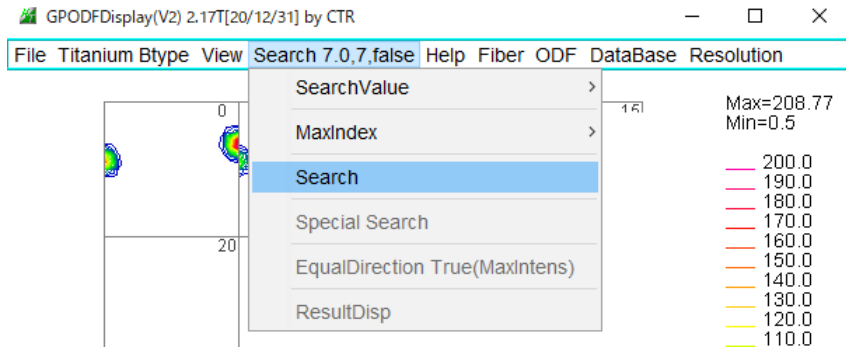 GPODFDisplay(V2) 2.17T[20/12/31] by CTR
File Titanium Btype View Search 7.0,7,false Help Fiber ODF DataBase Resolution
SearchValue
MaxIndex
Search
Special Search
EqualDirection True(MaxIntens)
ResultDisp
0
15
20
Max=208.77
Min=0.5
200.0
190.0
180.0
170.0
160.0
150.0
140.0
130.0
120.0
110.0